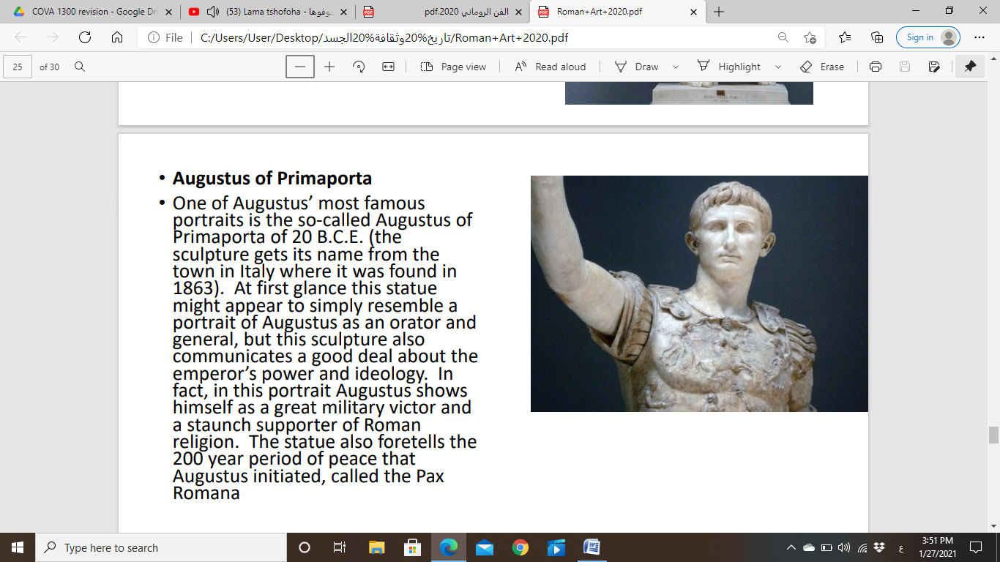 COVA 1300 revision - Google Dri
(53) Lama tshofoha - شوفوها
الفن الروماني 2020.pdf
Roman+Art+2020.pdf
File
C:/Users/User/Desktop/تاريخ%20وثقافة%20الجسد/Roman+Art+2020.pdf
Sign in
25 of 30
Page view
Read aloud
Draw
Highlight
Erase
• Augustus of Primaporta
• One of Augustus’ most famous
portraits is the so-called Augustus of
Primaporta of 20 B.C.E. (the
sculpture gets its name from the
town in Italy where it was found in
1863).  At first glance this statue
might appear to simply resemble a
portrait of Augustus as an orator and
general, but this sculpture also
communicates a good deal about the
emperor’s power and ideology.  In
fact, in this portrait Augustus shows
himself as a great military victor and
a staunch supporter of Roman
religion.  The statue also foretells the
200 year period of peace that
Augustus initiated, called the Pax
Romana
Type here to search
ع
3:51 PM
1/27/2021